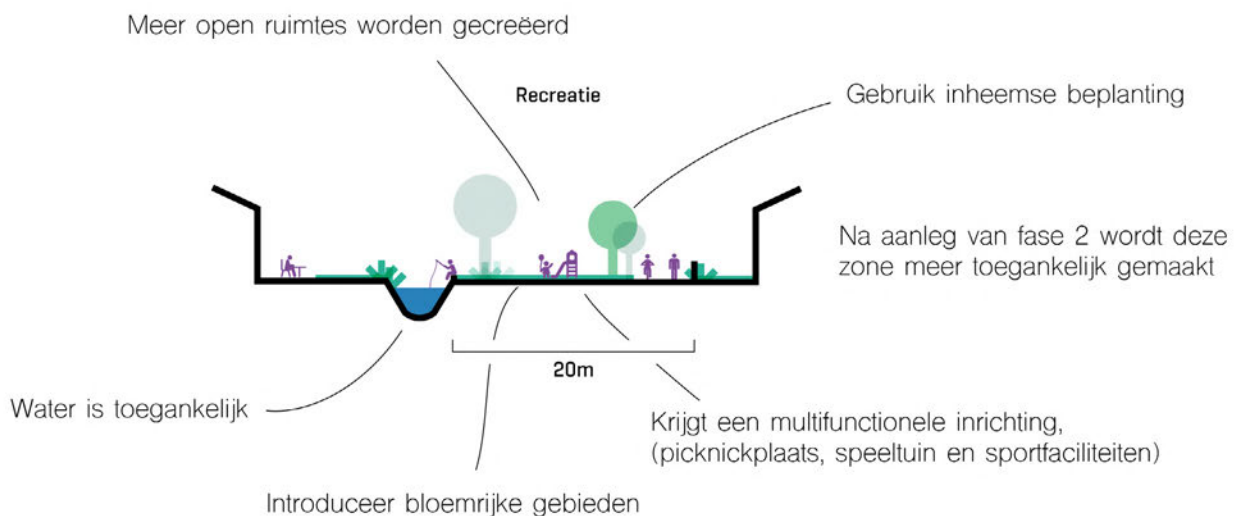 Meer open ruimtes worden gecreëerd
Recreatie
Gebruik inheemse beplanting
Na aanleg van fase 2 wordt deze
zone meer toegankelijk gemaakt
20m
Water is toegankelijk
Krijgt een multifunctionele inrichting,
(picknickplaats, speeltuin en sportfaciliteiten)
Introduceer bloemrijke gebieden